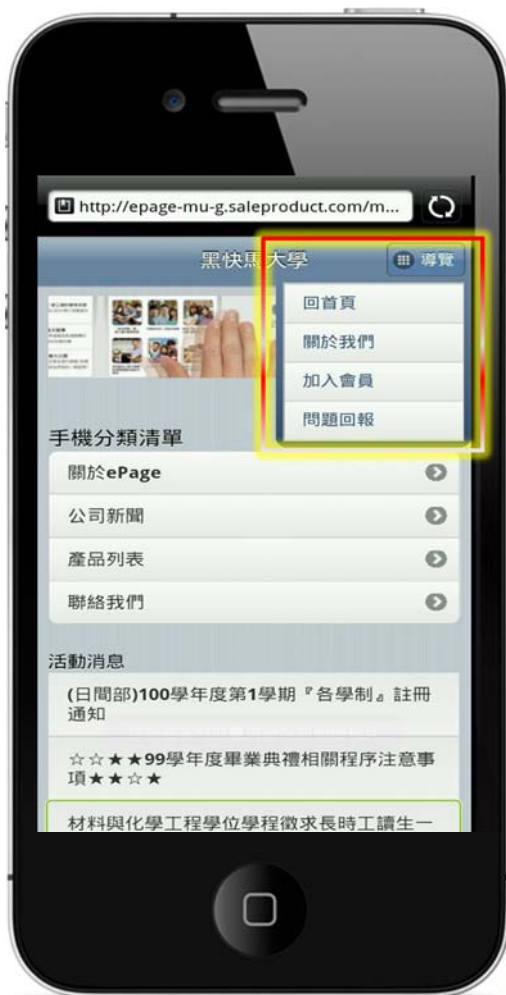 http://epage-mu-g.saleproduct.com/m...
黑快馬大學
導覽
回首頁
關於我們
加入會員
問題回報
手機分類清單
關於ePage
公司新聞
產品列表
聯絡我們
活動消息
(日間部)100學年度第1學期『各學制』註冊
通知
☆☆★★99學年度畢業典禮相關程序注意事
項★★☆★
材料與化學工程學位學程徵求長時工讀生一